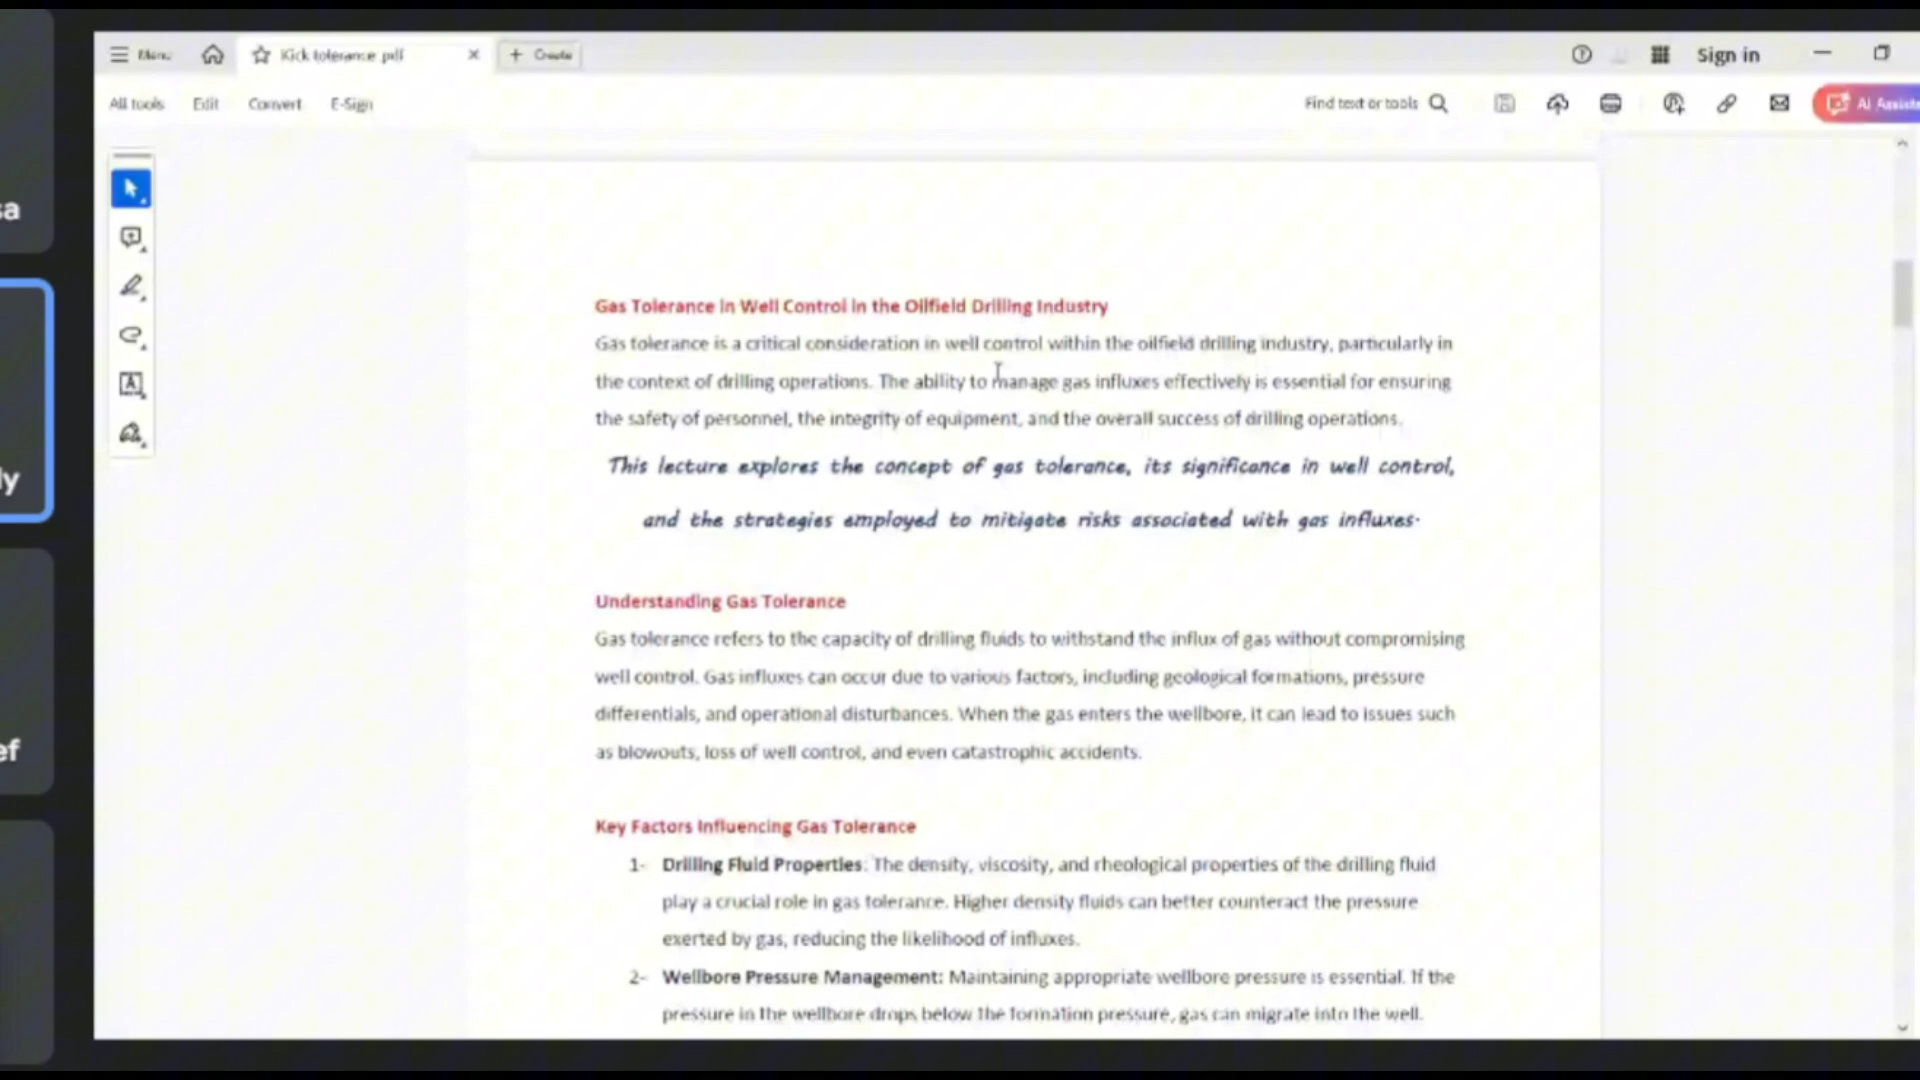 Menu
Kick tolerance.pdf
Create
Sign in
All tools
Edit
Convert
E-Sign
Find text or tools
AI Assist
sa
ly
ef
Gas Tolerance in Well Control in the Oilfield Drilling Industry
Gas tolerance is a critical consideration in well control within the oilfield drilling industry, particularly in
the context of drilling operations. The ability to manage gas influxes effectively is essential for ensuring
the safety of personnel, the integrity of equipment, and the overall success of drilling operations.
This lecture explores the concept of gas tolerance, its significance in well control,
and the strategies employed to mitigate risks associated with gas influxes.
Understanding Gas Tolerance
Gas tolerance refers to the capacity of drilling fluids to withstand the influx of gas without compromising
well control. Gas influxes can occur due to various factors, including geological formations, pressure
differentials, and operational disturbances. When the gas enters the wellbore, it can lead to issues such
as blowouts, loss of well control, and even catastrophic accidents.
Key Factors Influencing Gas Tolerance
1- Drilling Fluid Properties: The density, viscosity, and rheological properties of the drilling fluid
play a crucial role in gas tolerance. Higher density fluids can better counteract the pressure
exerted by gas, reducing the likelihood of influxes.
2- Wellbore Pressure Management: Maintaining appropriate wellbore pressure is essential. If the
pressure in the wellbore drops below the formation pressure, gas can migrate into the well.